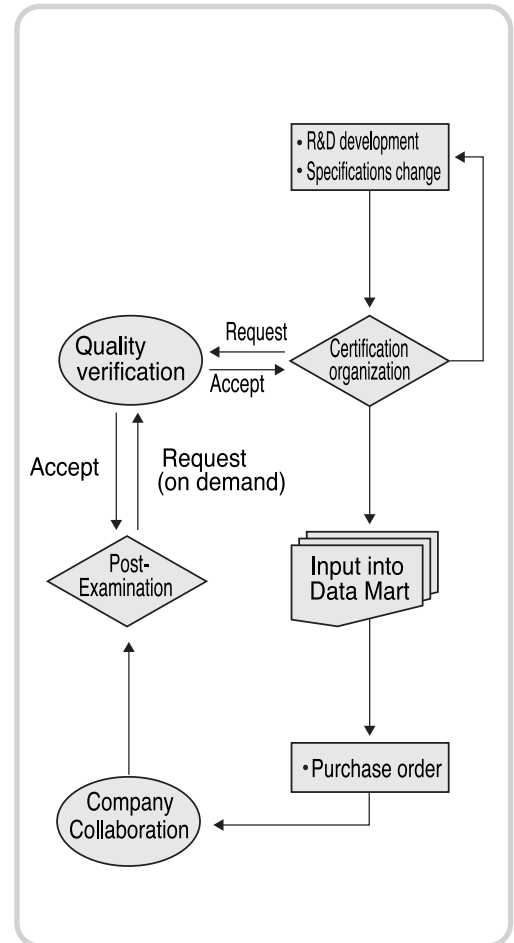 • R&D development
• Specifications change
Request
Quality
verification
Certification
organization
Accept
Accept
Request
(on demand)
Post-
Examination
Input into
Data Mart
• Purchase order
Company
Collaboration